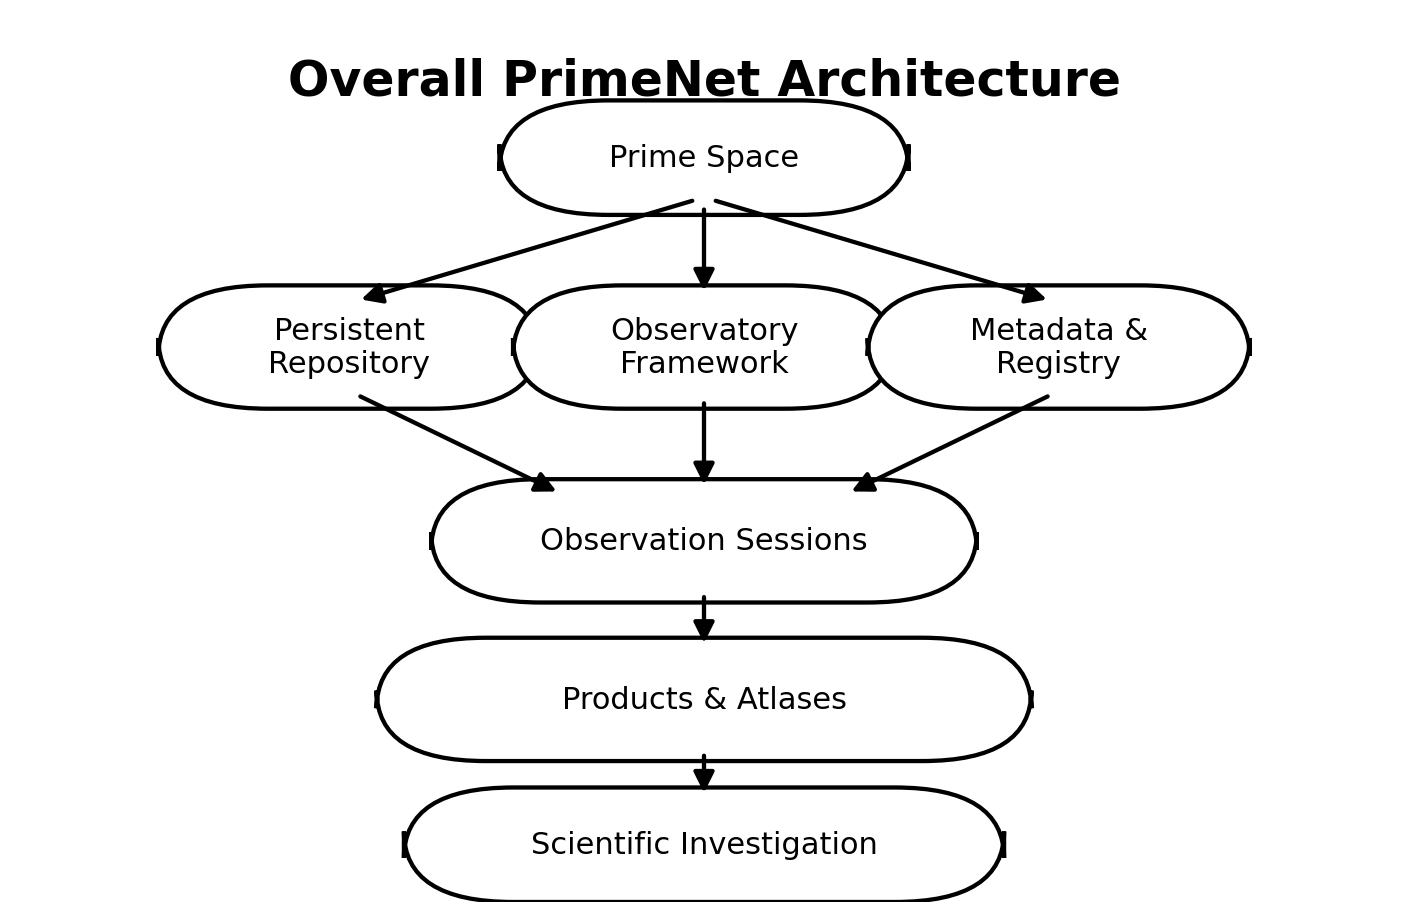 Overall PrimeNet Architecture
Prime Space
Persistent
Repository
Observatory
Framework
Metadata &
Registry
Observation Sessions
Products & Atlases
Scientific Investigation